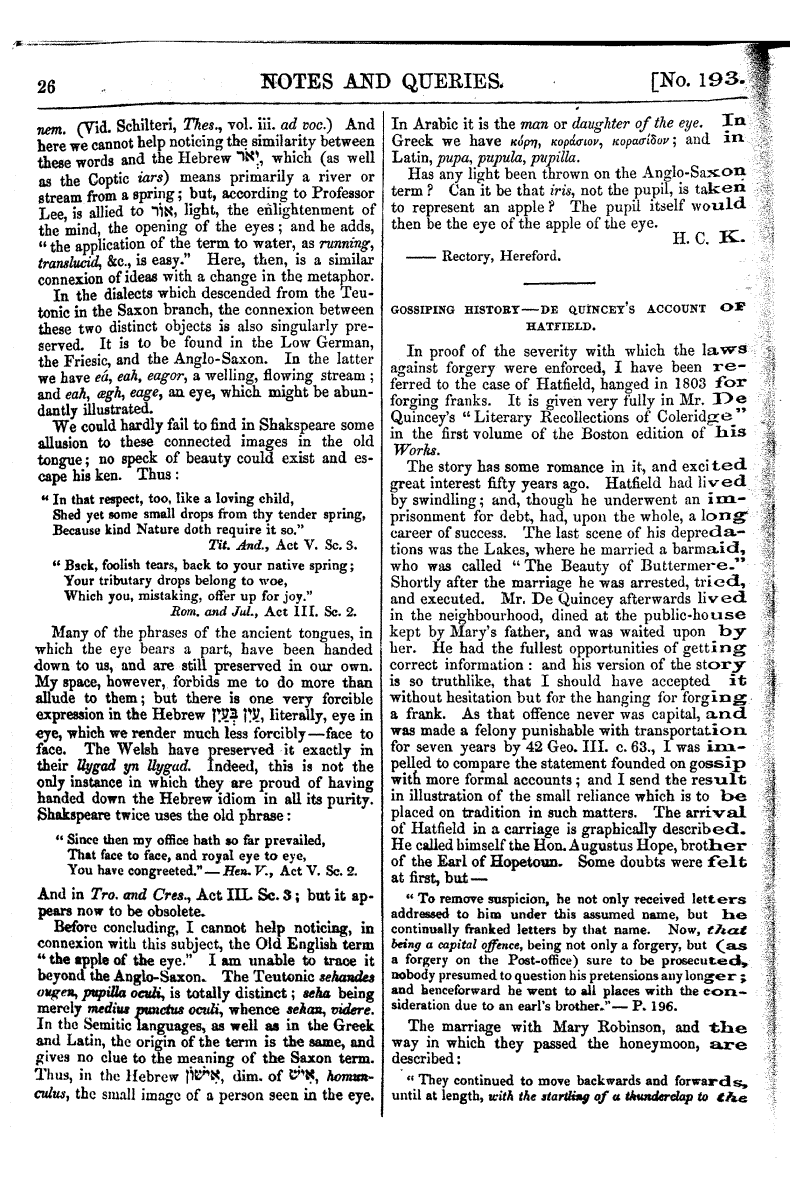 26
NOTES AND QUERIES.
[No. 193.
nem. (Vid. Schilteri, Thes., vol. iii. ad voc.) And
here we cannot help noticing the similarity between
these words and the Hebrew יְאֹר, which (as well
as the Coptic iars) means primarily a river or
stream from a spring; but, according to Professor
Lee, is allied to אוֹר, light, the enlightenment of
the mind, the opening of the eyes; and he adds,
"the application of the term to water, as running,
translucid, &c., is easy." Here, then, is a similar
connexion of ideas with a change in the metaphor.
In the dialects which descended from the Teu-
tonic in the Saxon branch, the connexion between
these two distinct objects is also singularly pre-
served. It is to be found in the Low German,
the Friesic, and the Anglo-Saxon. In the latter
we have eá, eah, eagor, a welling, flowing stream;
and eah, ægh, eage, an eye, which might be abun-
dantly illustrated.
We could hardly fail to find in Shakspeare some
allusion to these connected images in the old
tongue; no speck of beauty could exist and es-
cape his ken. Thus:
"In that respect, too, like a loving child,
Shed yet some small drops from thy tender spring,
Because kind Nature doth require it so."
Tit. And., Act V. Sc. 3.
"Back, foolish tears, back to your native spring;
Your tributary drops belong to woe,
Which you, mistaking, offer up for joy."
Rom. and Jul., Act III. Sc. 2.
Many of the phrases of the ancient tongues, in
which the eye bears a part, have been handed
down to us, and are still preserved in our own.
My space, however, forbids me to do more than
allude to them; but there is one very forcible
expression in the Hebrew עַיִן בְּעַיִן, literally, eye in
eye, which we render much less forcibly—face to
face. The Welsh have preserved it exactly in
their llygad yn llygad. Indeed, this is not the
only instance in which they are proud of having
handed down the Hebrew idiom in all its purity.
Shakspeare twice uses the old phrase:
"Since then my office hath so far prevailed,
That face to face, and royal eye to eye,
You have congreeted."—Hen. V., Act V. Sc. 2.
And in Tro. and Cres., Act III. Sc. 3; but it ap-
pears now to be obsolete.
Before concluding, I cannot help noticing, in
connexion with this subject, the Old English term
"the apple of the eye." I am unable to trace it
beyond the Anglo-Saxon. The Teutonic sehandes
ougen, pupilla oculi, is totally distinct; seha being
merely medius punctus oculi, whence sehan, videre.
In the Semitic languages, as well as in the Greek
and Latin, the origin of the term is the same, and
gives no clue to the meaning of the Saxon term.
Thus, in the Hebrew אִישׁוֹן, dim. of אִישׁ, homun-
culus, the small image of a person seen in the eye.
In Arabic it is the man or daughter of the eye. In
Greek we have κόρη, κοράσιον, κορασίδον; and in
Latin, pupa, pupula, pupilla.
Has any light been thrown on the Anglo-Saxon
term? Can it be that iris, not the pupil, is taken
to represent an apple? The pupil itself would
then be the eye of the apple of the eye.
H. C. K.
—— Rectory, Hereford.
GOSSIPING HISTORY—DE QUINCEY'S ACCOUNT OF
HATFIELD.
In proof of the severity with which the laws
against forgery were enforced, I have been re-
ferred to the case of Hatfield, hanged in 1803 for
forging franks. It is given very fully in Mr. De
Quincey's "Literary Recollections of Coleridge"
in the first volume of the Boston edition of his
Works.
The story has some romance in it, and excited
great interest fifty years ago. Hatfield had lived
by swindling; and, though he underwent an im-
prisonment for debt, had, upon the whole, a long
career of success. The last scene of his depreda-
tions was the Lakes, where he married a barmaid,
who was called "The Beauty of Buttermere."
Shortly after the marriage he was arrested, tried,
and executed. Mr. De Quincey afterwards lived
in the neighbourhood, dined at the public-house
kept by Mary's father, and was waited upon by
her. He had the fullest opportunities of getting
correct information: and his version of the story
is so truthlike, that I should have accepted it
without hesitation but for the hanging for forging
a frank. As that offence never was capital, and
was made a felony punishable with transportation
for seven years by 42 Geo. III. c. 63., I was im-
pelled to compare the statement founded on gossip
with more formal accounts; and I send the result
in illustration of the small reliance which is to be
placed on tradition in such matters. The arrival
of Hatfield in a carriage is graphically described.
He called himself the Hon. Augustus Hope, brother
of the Earl of Hopetoun. Some doubts were felt
at first, but—
"To remove suspicion, he not only received letters
addressed to him under this assumed name, but he
continually franked letters by that name. Now, that
being a capital offence, being not only a forgery, but (as
a forgery on the Post-office) sure to be prosecuted,
nobody presumed to question his pretensions any longer;
and henceforward he went to all places with the con-
sideration due to an earl's brother."—P. 196.
The marriage with Mary Robinson, and the
way in which they passed the honeymoon, are
described:
"They continued to move backwards and forwards,
until at length, with the startling of a thunderclap to the